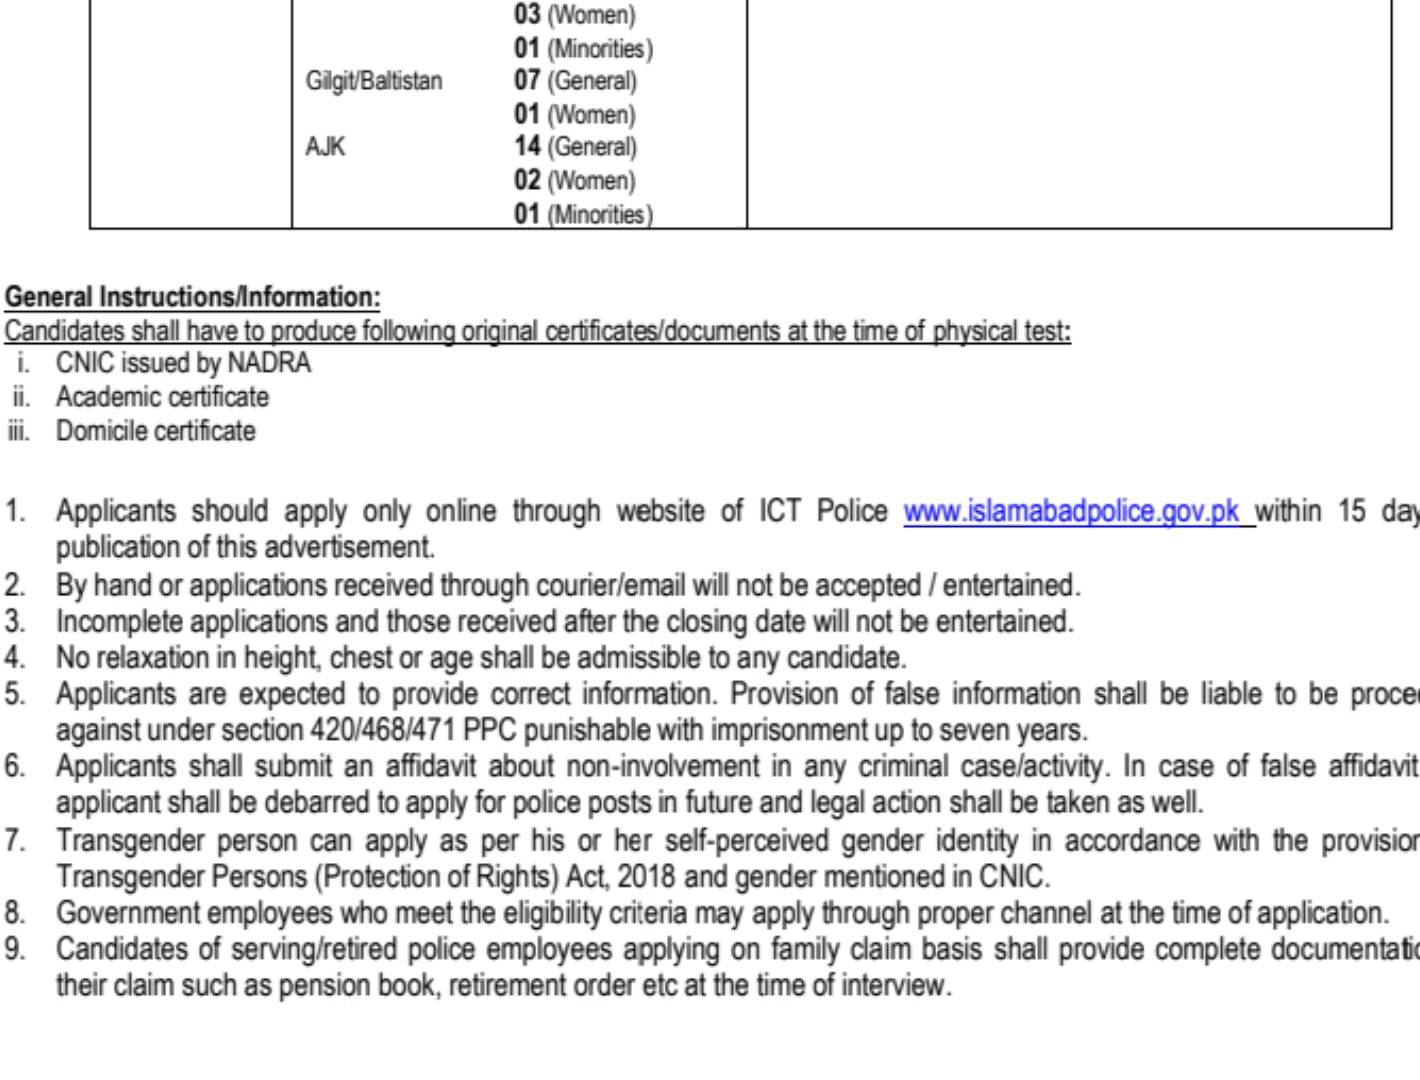 03 (Women)
01 (Minorities)
Gilgit/Baltistan 07 (General)
01 (Women)
AJK 14 (General)
02 (Women)
01 (Minorities)
General Instructions/Information:
Candidates shall have to produce following original certificates/documents at the time of physical test:
i. CNIC issued by NADRA
ii. Academic certificate
iii. Domicile certificate
1. Applicants should apply only online through website of ICT Police www.islamabadpolice.gov.pk within 15 day
publication of this advertisement.
2. By hand or applications received through courier/email will not be accepted / entertained.
3. Incomplete applications and those received after the closing date will not be entertained.
4. No relaxation in height, chest or age shall be admissible to any candidate.
5. Applicants are expected to provide correct information. Provision of false information shall be liable to be procee
against under section 420/468/471 PPC punishable with imprisonment up to seven years.
6. Applicants shall submit an affidavit about non-involvement in any criminal case/activity. In case of false affidavit
applicant shall be debarred to apply for police posts in future and legal action shall be taken as well.
7. Transgender person can apply as per his or her self-perceived gender identity in accordance with the provision
Transgender Persons (Protection of Rights) Act, 2018 and gender mentioned in CNIC.
8. Government employees who meet the eligibility criteria may apply through proper channel at the time of application.
9. Candidates of serving/retired police employees applying on family claim basis shall provide complete documentatio
their claim such as pension book, retirement order etc at the time of interview.